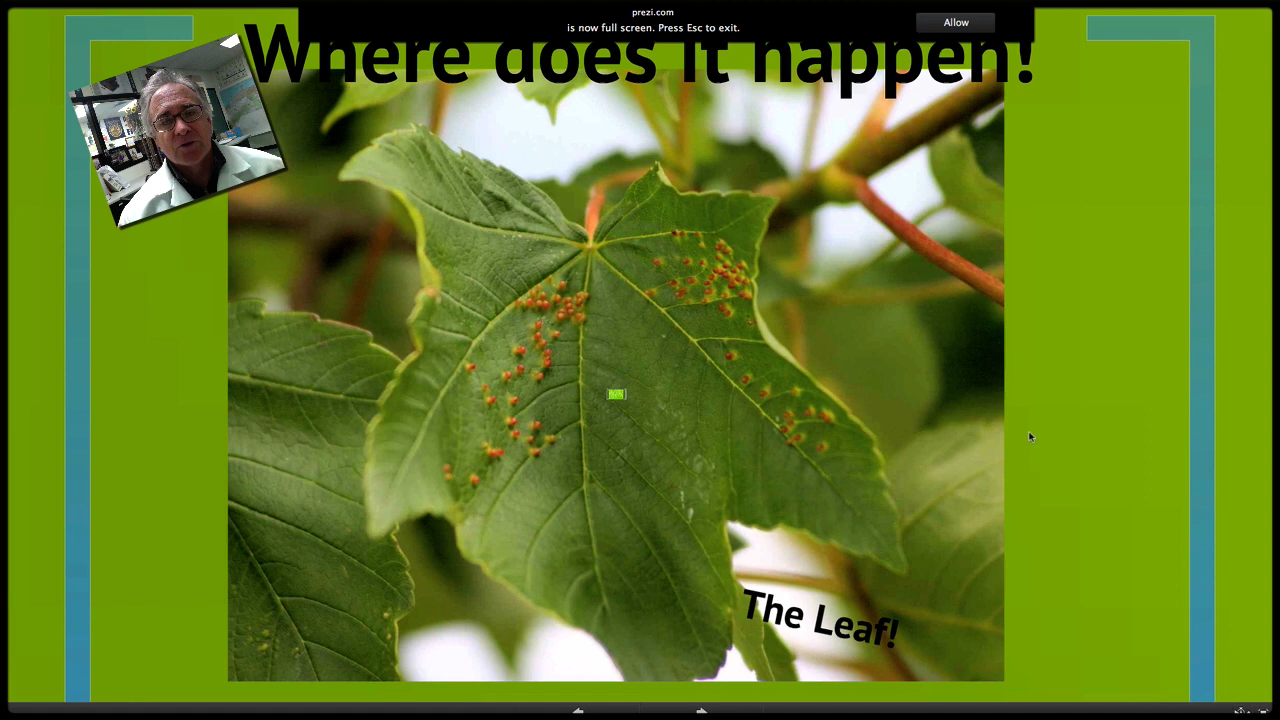 prezi.com
is now full screen. Press Esc to exit.
Allow
Where does it happen!
The Leaf!